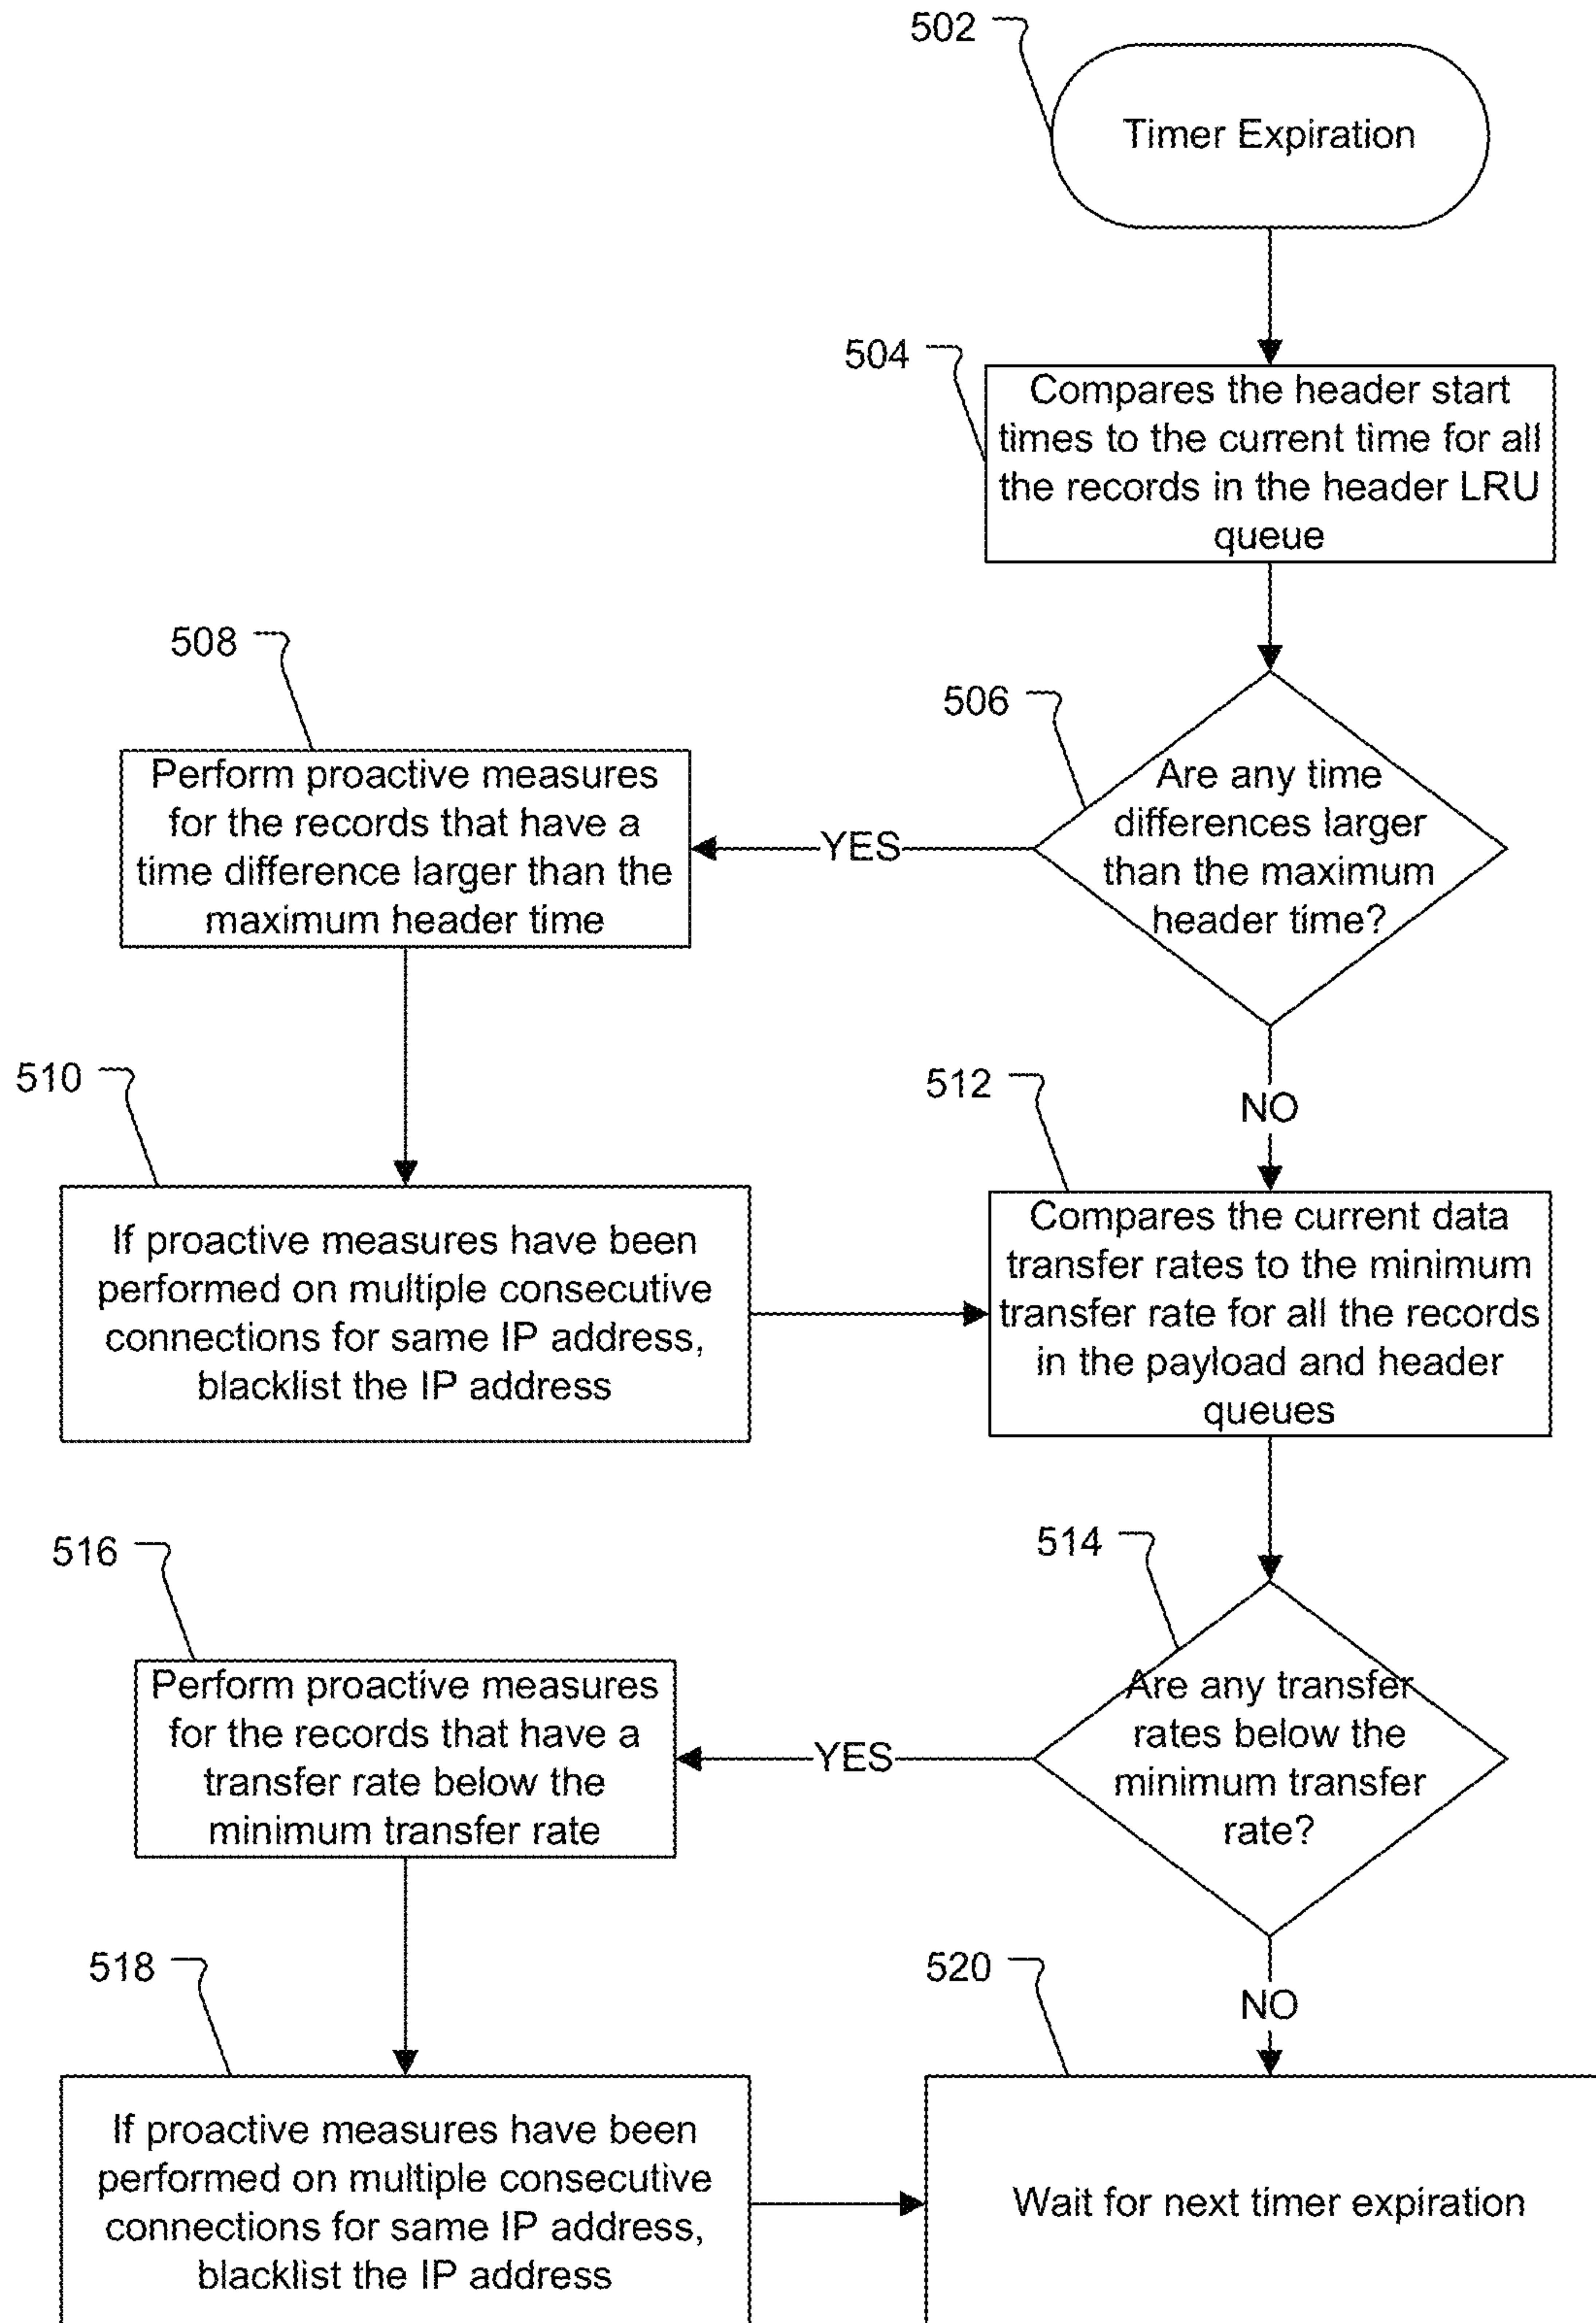 502
Timer Expiration
504
Compares the header start
times to the current time for all
the records in the header LRU
queue
506
Are any time
differences larger
than the maximum
header time?
YES
508
Perform proactive measures
for the records that have a
time difference larger than the
maximum header time
510
If proactive measures have been
performed on multiple consecutive
connections for same IP address,
blacklist the IP address
NO
512
Compares the current data
transfer rates to the minimum
transfer rate for all the records
in the payload and header
queues
514
Are any transfer
rates below the
minimum transfer
rate?
YES
516
Perform proactive measures
for the records that have a
transfer rate below the
minimum transfer rate
518
If proactive measures have been
performed on multiple consecutive
connections for same IP address,
blacklist the IP address
NO
520
Wait for next timer expiration